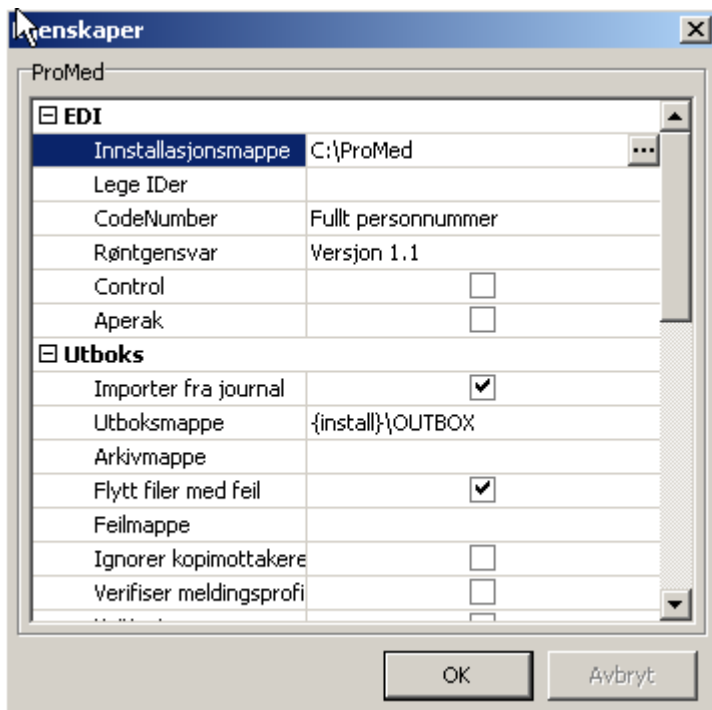 enskaper
ProMed
EDI
Innstallasjonsmappe C:\ProMed ...
Lege IDer
CodeNumber Fullt personnummer
Røntgensvar Versjon 1.1
Control
Aperak
Utboks
Importer fra journal
Utboksmappe {install}\OUTBOX
Arkivmappe
Flytt filer med feil
Feilmappe
Ignorer kopimottakere
Verifiser meldingsprofi
OK Avbryt